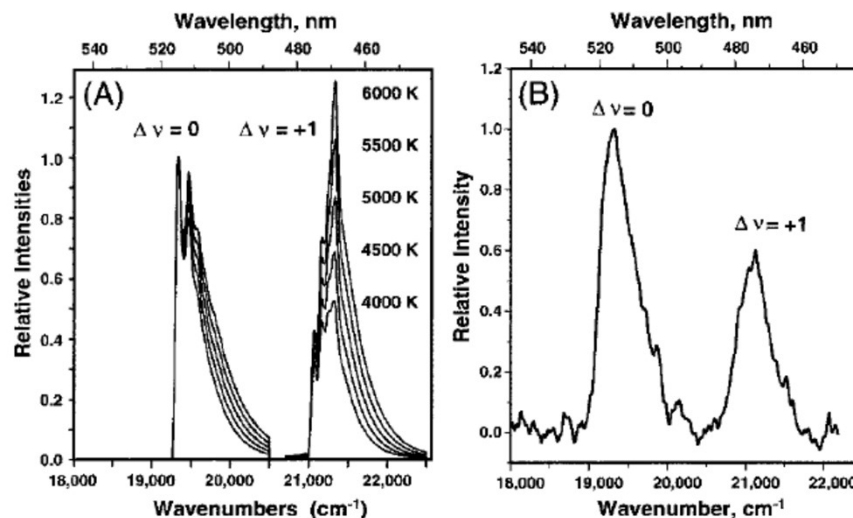 Wavelength, nm
540 520 500 480 460
(A)
Δ ν = 0 Δ ν = +1
6000 K
5500 K
5000 K
4500 K
4000 K
Relative Intensities
1.2
1.0
0.8
0.6
0.4
0.2
0.0
18,000 19,000 20,000 21,000 22,000
Wavenumbers (cm⁻¹)
Wavelength, nm
540 520 500 480 460
(B)
Δ ν = 0
Δ ν = +1
Relative Intensity
1.2
1.0
0.8
0.6
0.4
0.2
0.0
18,000 19,000 20,000 21,000 22,000
Wavenumber, cm⁻¹